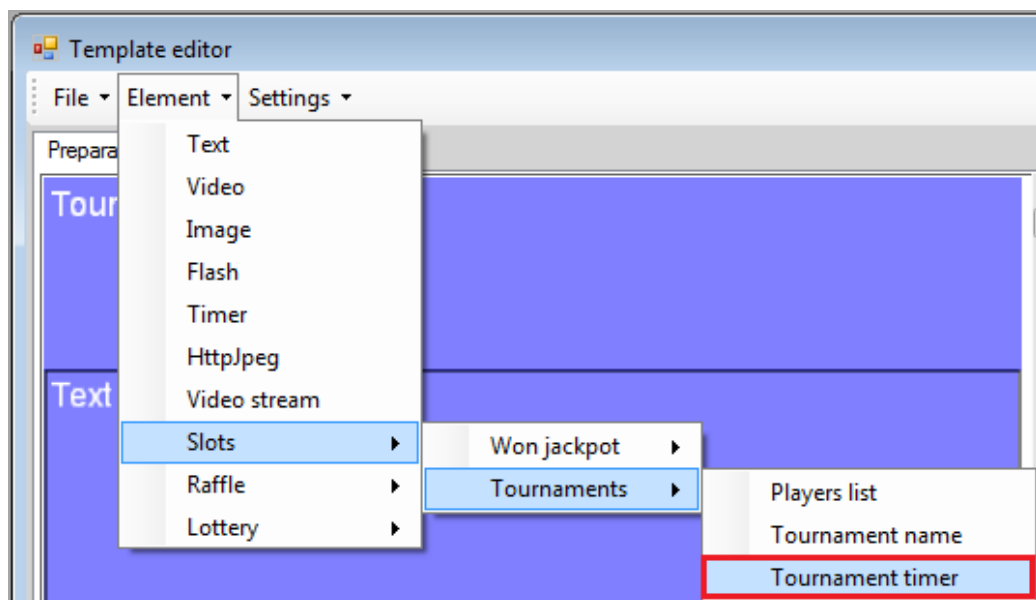 Template editor
File Element Settings
Prepara
Tour
Text
Text
Video
Image
Flash
Timer
HttpJpeg
Video stream
Slots
Raffle
Lottery
Won jackpot
Tournaments
Players list
Tournament name
Tournament timer